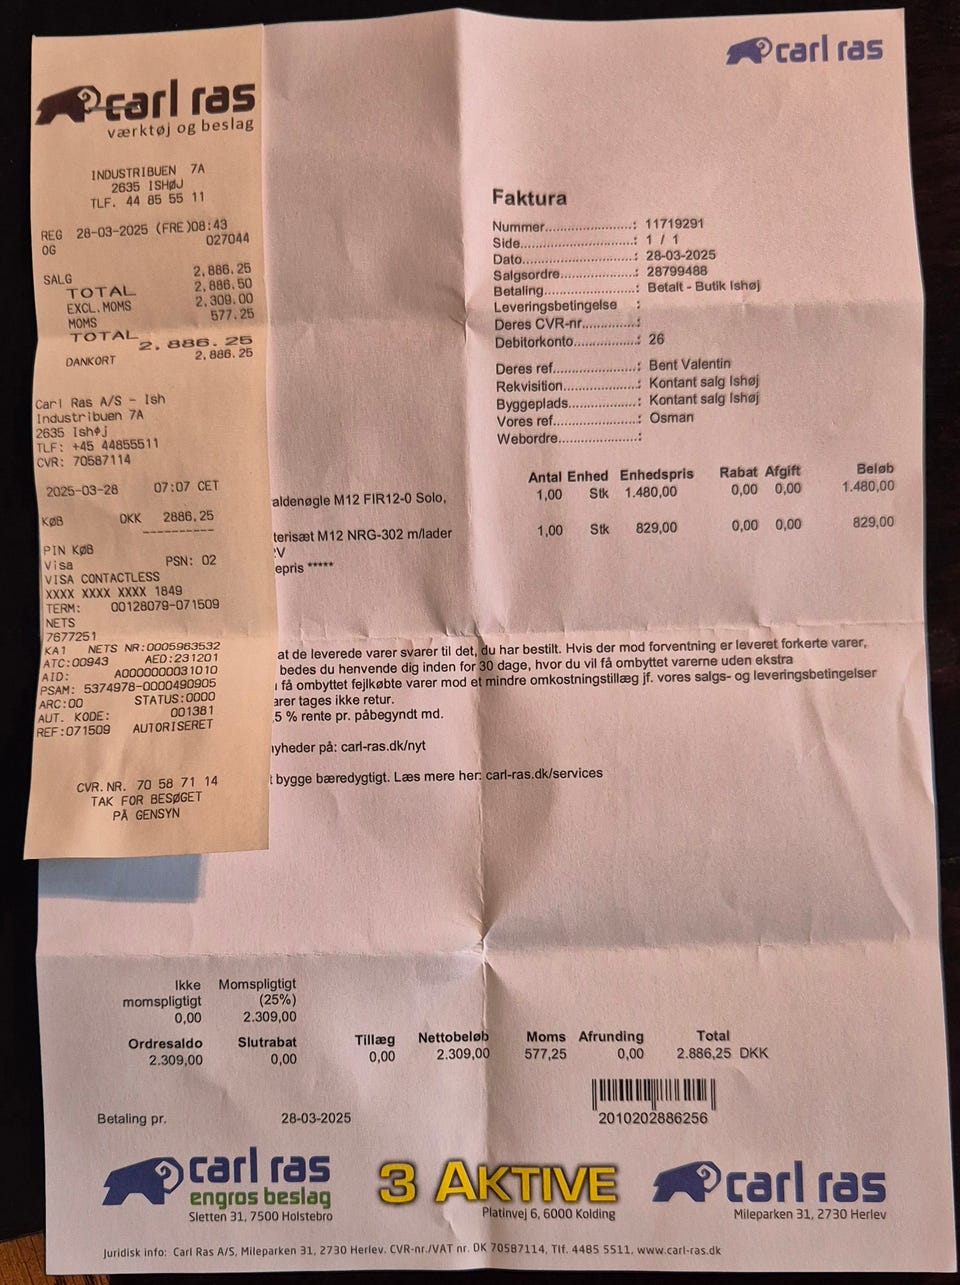 carl ras
værktøj og beslag
INDUSTRIBUEN 7A
2635 ISHØJ
TLF. 44 85 55 11
REG 28-03-2025 (FRE)08:43
OG 027044
SALG 2,886.25
TOTAL 2,886.50
EXCL.MOMS 2,309.00
MOMS 577.25
TOTAL 2,886.25
DANKORT 2,886.25
Carl Ras A/S - Ish
Industribuen 7A
2635 Ishøj
TLF: +45 44855511
CVR: 70587114
2025-03-28 07:07 CET
KØB DKK 2886,25
----------
PIN KØB
Visa PSN: 02
VISA CONTACTLESS
XXXX XXXX XXXX 1849
TERM: 00128079-071509
NETS
7677251
KA1 NETS NR:0005963532
ATC:00943 AED:231201
AID: A0000000031010
PSAM: 5374978-0000490905
ARC:00 STATUS:0000
AUT. KODE: 001381
REF:071509 AUTORISERET
CVR.NR. 70 58 71 14
TAK FOR BESØGET
PÅ GENSYN
carl ras
Faktura
Nummer.......................: 11719291
Side.............................: 1 / 1
Dato.............................: 28-03-2025
Salgsordre...................: 28799488
Betaling.......................: Betalt - Butik Ishøj
Leveringsbetingelse :
Deres CVR-nr..............:
Debitorkonto................: 26
Deres ref.....................: Bent Valentin
Rekvisition...................: Kontant salg Ishøj
Byggeplads..................: Kontant salg Ishøj
Vores ref.....................: Osman
Webordre....................:
Antal Enhed Enhedspris Rabat Afgift Beløb
aldenøgle M12 FIR12-0 Solo, 1,00 Stk 1.480,00 0,00 0,00 1.480,00
terisæt M12 NRG-302 m/lader 1,00 Stk 829,00 0,00 0,00 829,00
V
epris *****
at de leverede varer svarer til det, du har bestilt. Hvis der mod forventning er leveret forkerte varer,
bedes du henvende dig inden for 30 dage, hvor du vil få ombyttet varerne uden ekstra
få ombyttet fejlkøbte varer mod et mindre omkostningstillæg jf. vores salgs- og leveringsbetingelser
arer tages ikke retur.
5 % rente pr. påbegyndt md.
yheder på: carl-ras.dk/nyt
t bygge bæredygtigt. Læs mere her: carl-ras.dk/services
Ikke Momspligtigt
momspligtigt (25%)
0,00 2.309,00
Ordresaldo Slutrabat Tillæg Nettobeløb Moms Afrunding Total
2.309,00 0,00 0,00 2.309,00 577,25 0,00 2.886,25 DKK
2010202886256
Betaling pr. 28-03-2025
carl ras
engros beslag
Sletten 31, 7500 Holstebro
3 AKTIVE
Platinvej 6, 6000 Kolding
carl ras
Mileparken 31, 2730 Herlev
Juridisk info: Carl Ras A/S, Mileparken 31, 2730 Herlev. CVR-nr./VAT nr. DK 70587114, Tlf. 4485 5511, www.carl-ras.dk